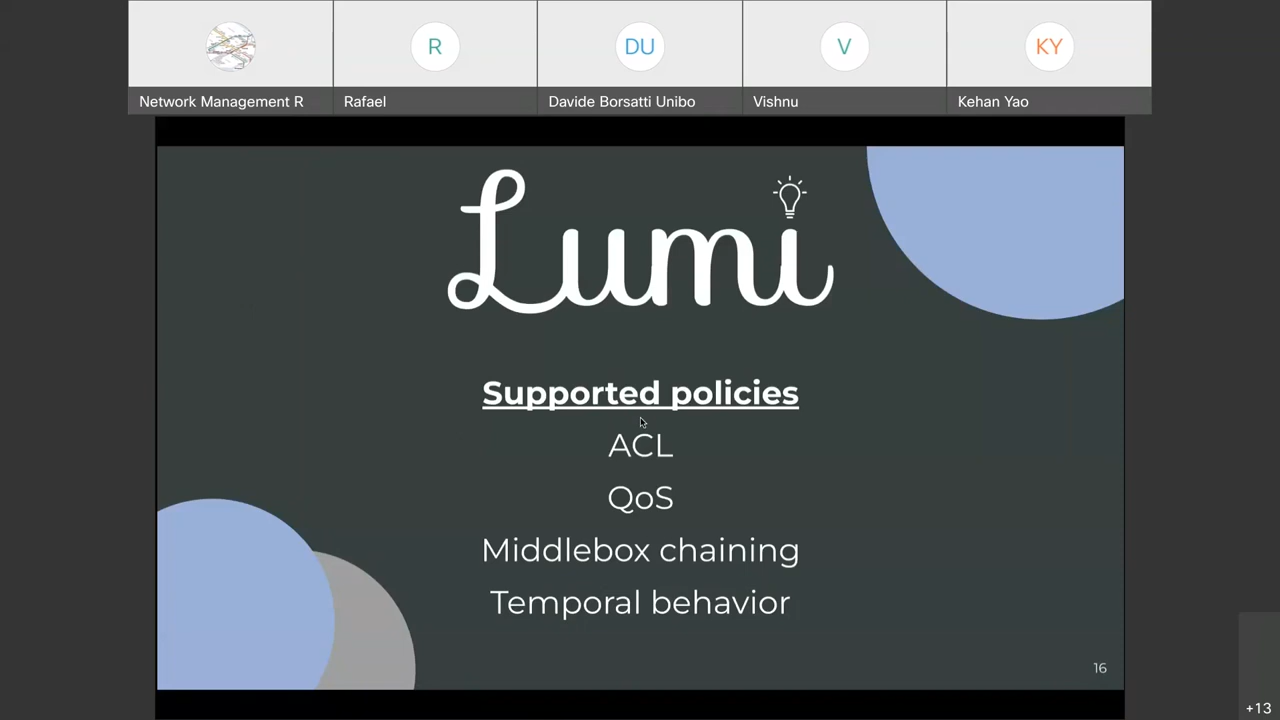 R
DU
V
KY
Network Management R
Rafael
Davide Borsatti Unibo
Vishnu
Kehan Yao
Lumi
Supported policies
ACL
QoS
Middlebox chaining
Temporal behavior
16
+13